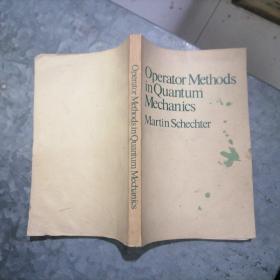 Operator Methods in Quantum Mechanics
Operator Methods
in Quantum
Mechanics
Martin Schechter